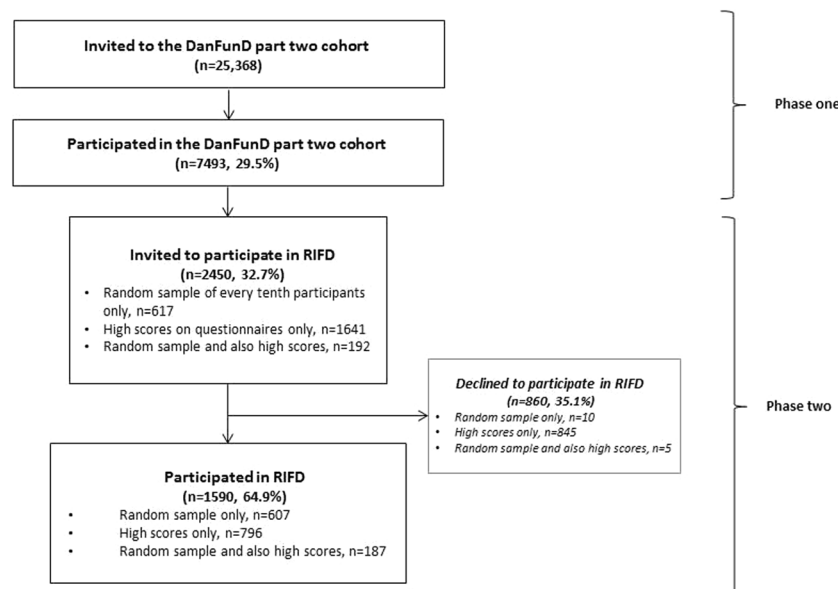 Invited to the DanFunD part two cohort
(n=25,368)
Phase one
Participated in the DanFunD part two cohort
(n=7493, 29.5%)
Invited to participate in RIFD
(n=2450, 32.7%)
• Random sample of every tenth participants
only, n=617
• High scores on questionnaires only, n=1641
• Random sample and also high scores, n=192
Declined to participate in RIFD
(n=860, 35.1%)
• Random sample only, n=10
• High scores only, n=845
• Random sample and also high scores, n=5
Phase two
Participated in RIFD
(n=1590, 64.9%)
• Random sample only, n=607
• High scores only, n=796
• Random sample and also high scores, n=187